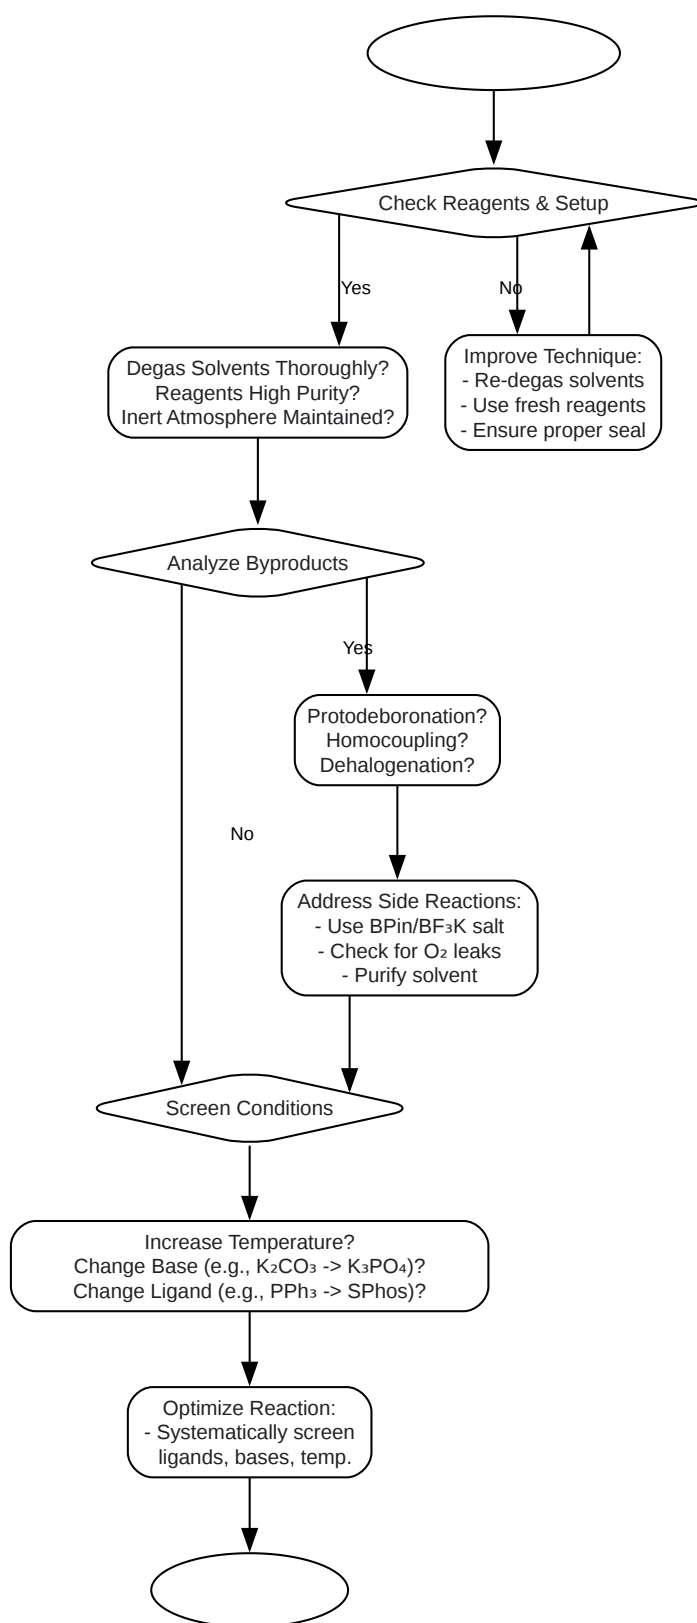 Check Reagents & Setup
Yes
No
Degas Solvents Thoroughly?
Reagents High Purity?
Inert Atmosphere Maintained?
Improve Technique:
- Re-degas solvents
- Use fresh reagents
- Ensure proper seal
Analyze Byproducts
Yes
Protodeboronation?
Homocoupling?
Dehalogenation?
No
Address Side Reactions:
- Use BPin/BF₃K salt
- Check for O₂ leaks
- Purify solvent
Screen Conditions
Increase Temperature?
Change Base (e.g., K₂CO₃ -> K₃PO₄)?
Change Ligand (e.g., PPh₃ -> SPhos)?
Optimize Reaction:
- Systematically screen
ligands, bases, temp.